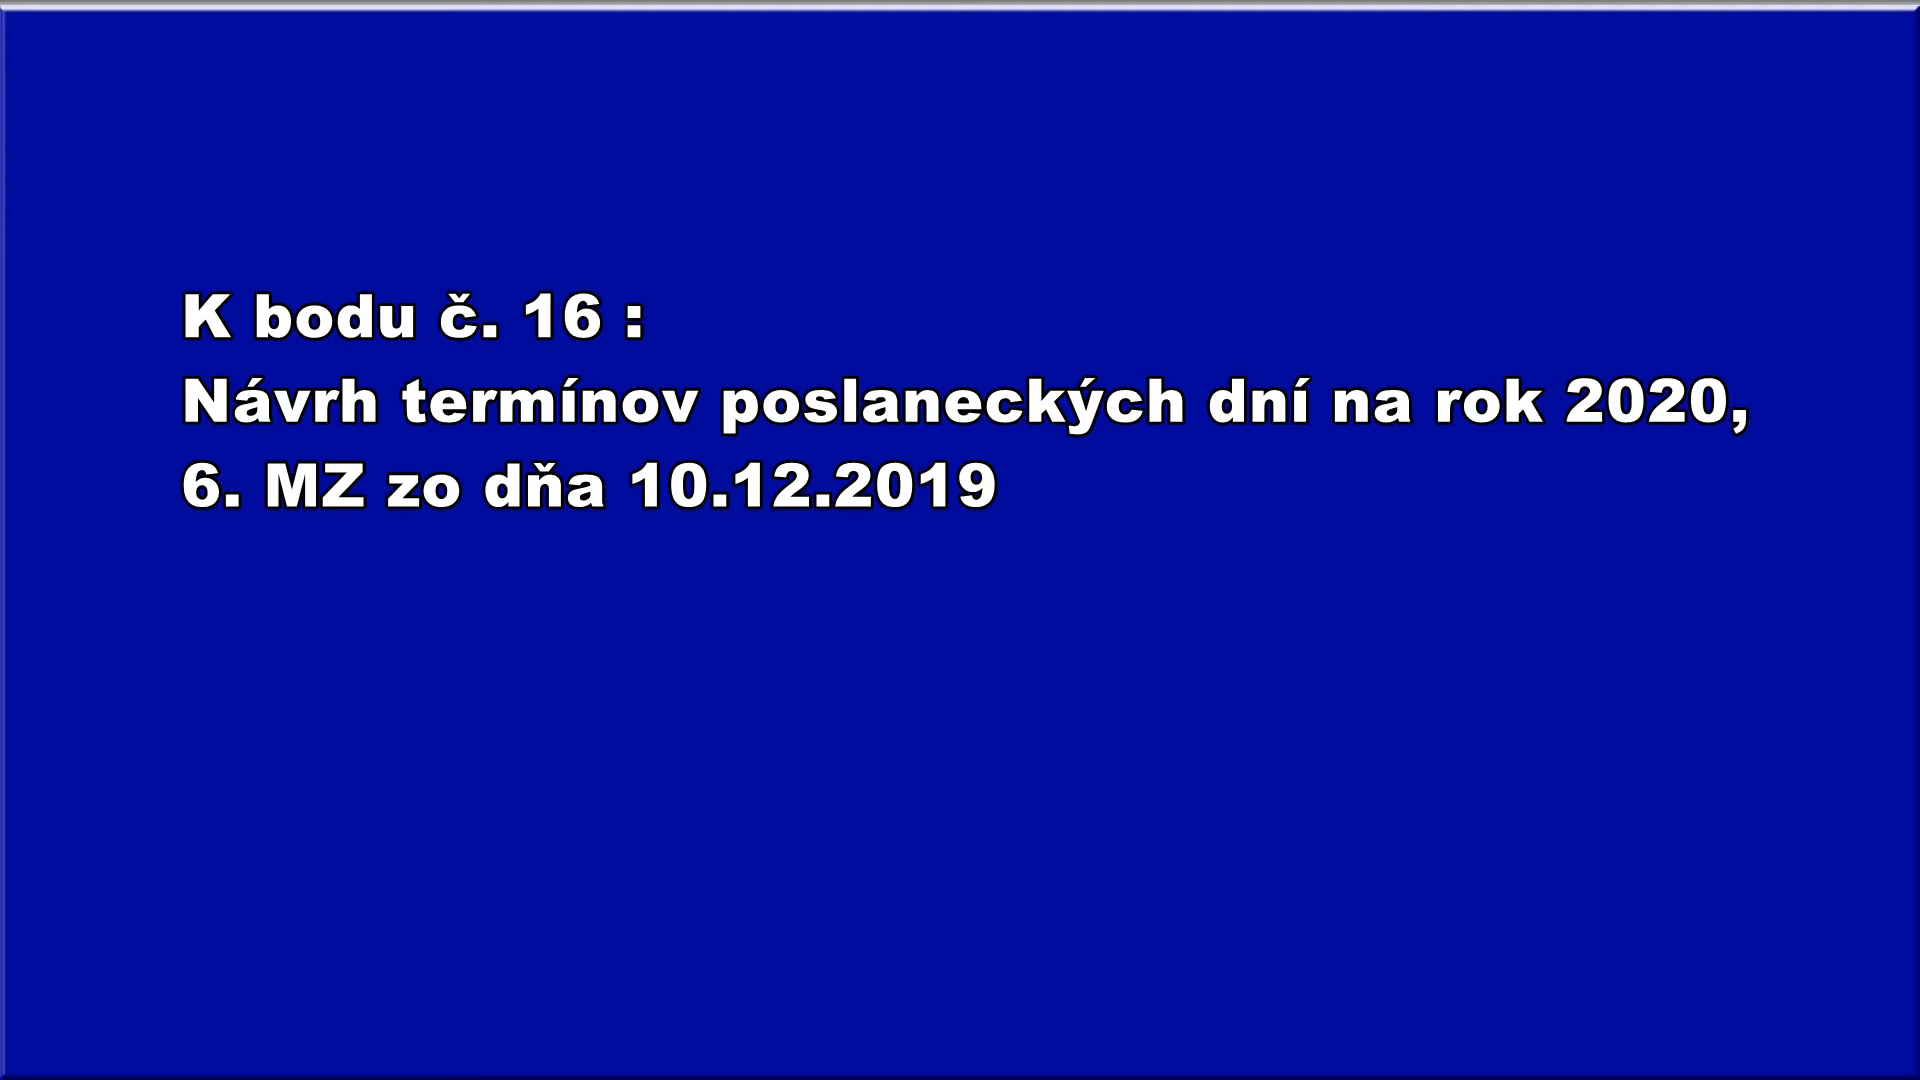 K bodu č. 16 :
Návrh termínov poslaneckých dní na rok 2020,
6. MZ zo dňa 10.12.2019